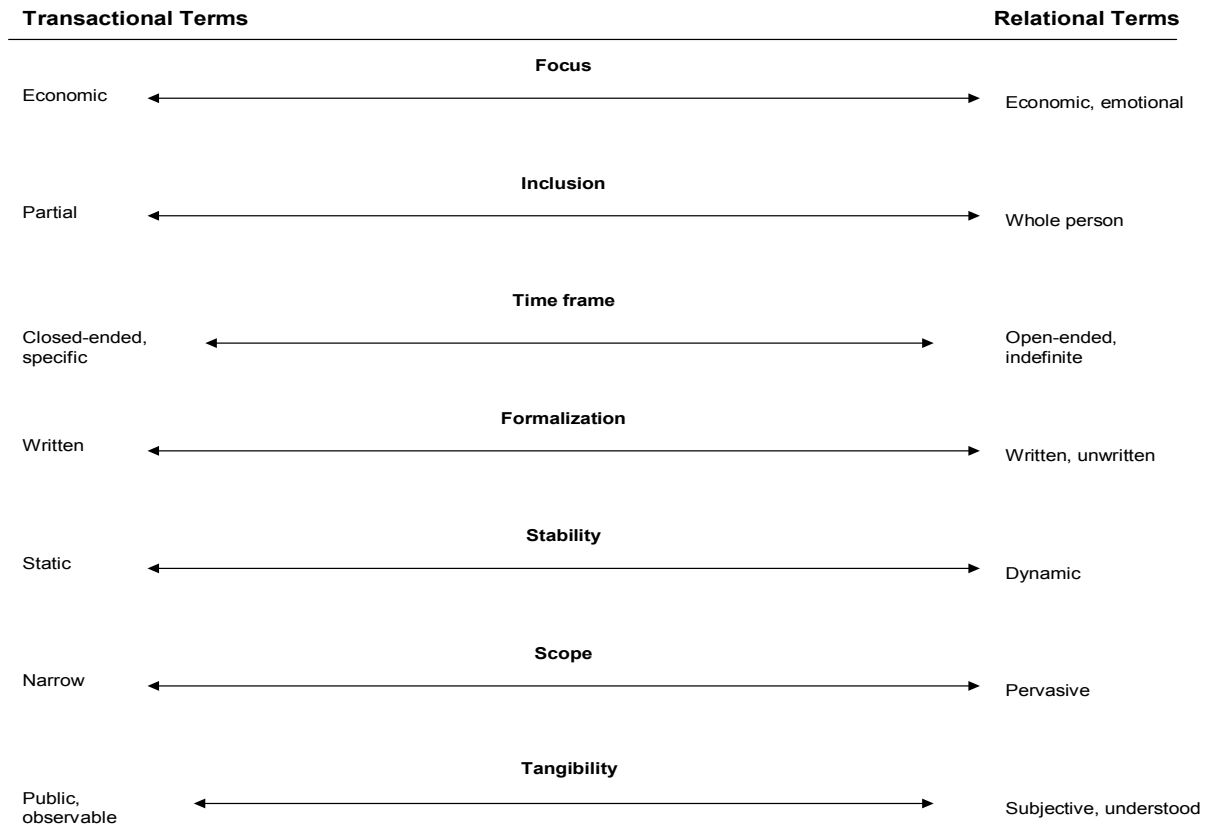 Transactional Terms Relational Terms
Focus
Economic Economic, emotional
Inclusion
Partial Whole person
Time frame
Closed-ended, Open-ended,
specific indefinite
Formalization
Written Written, unwritten
Stability
Static Dynamic
Scope
Narrow Pervasive
Tangibility
Public, 
observable Subjective, understood